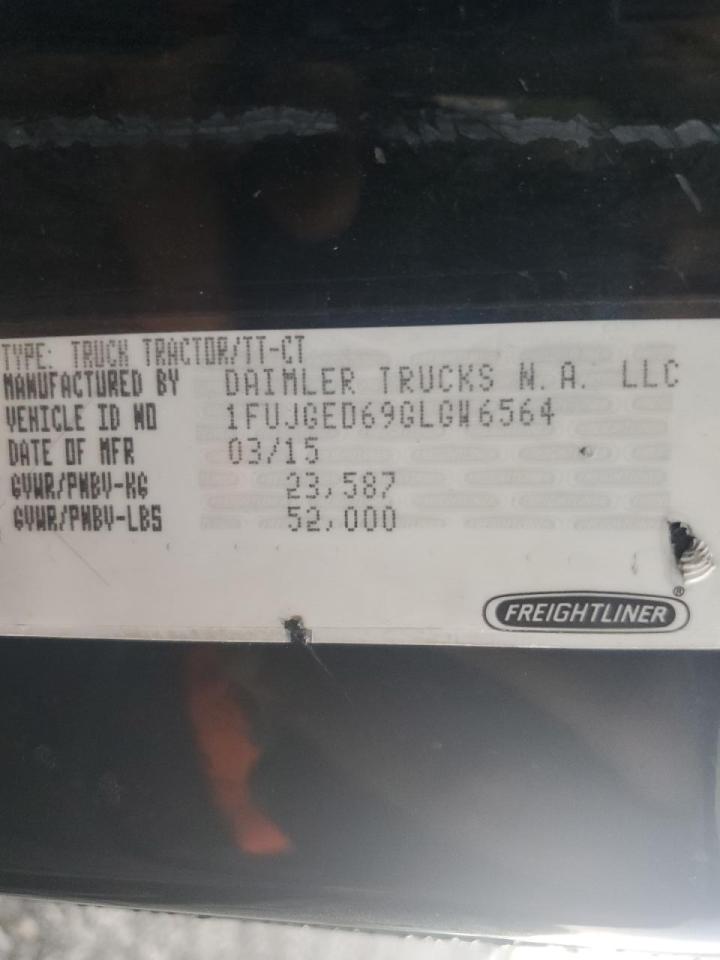 TYPE: TRUCK TRACTOR/TT-CT
MANUFACTURED BY DAIMLER TRUCKS N.A. LLC
VEHICLE ID NO 1FUJGED69GLGW6564
DATE OF MFR 03/15
GVWR/PNBV-KG 23,587
GVWR/PNBV-LBS 52,000
FREIGHTLINER®